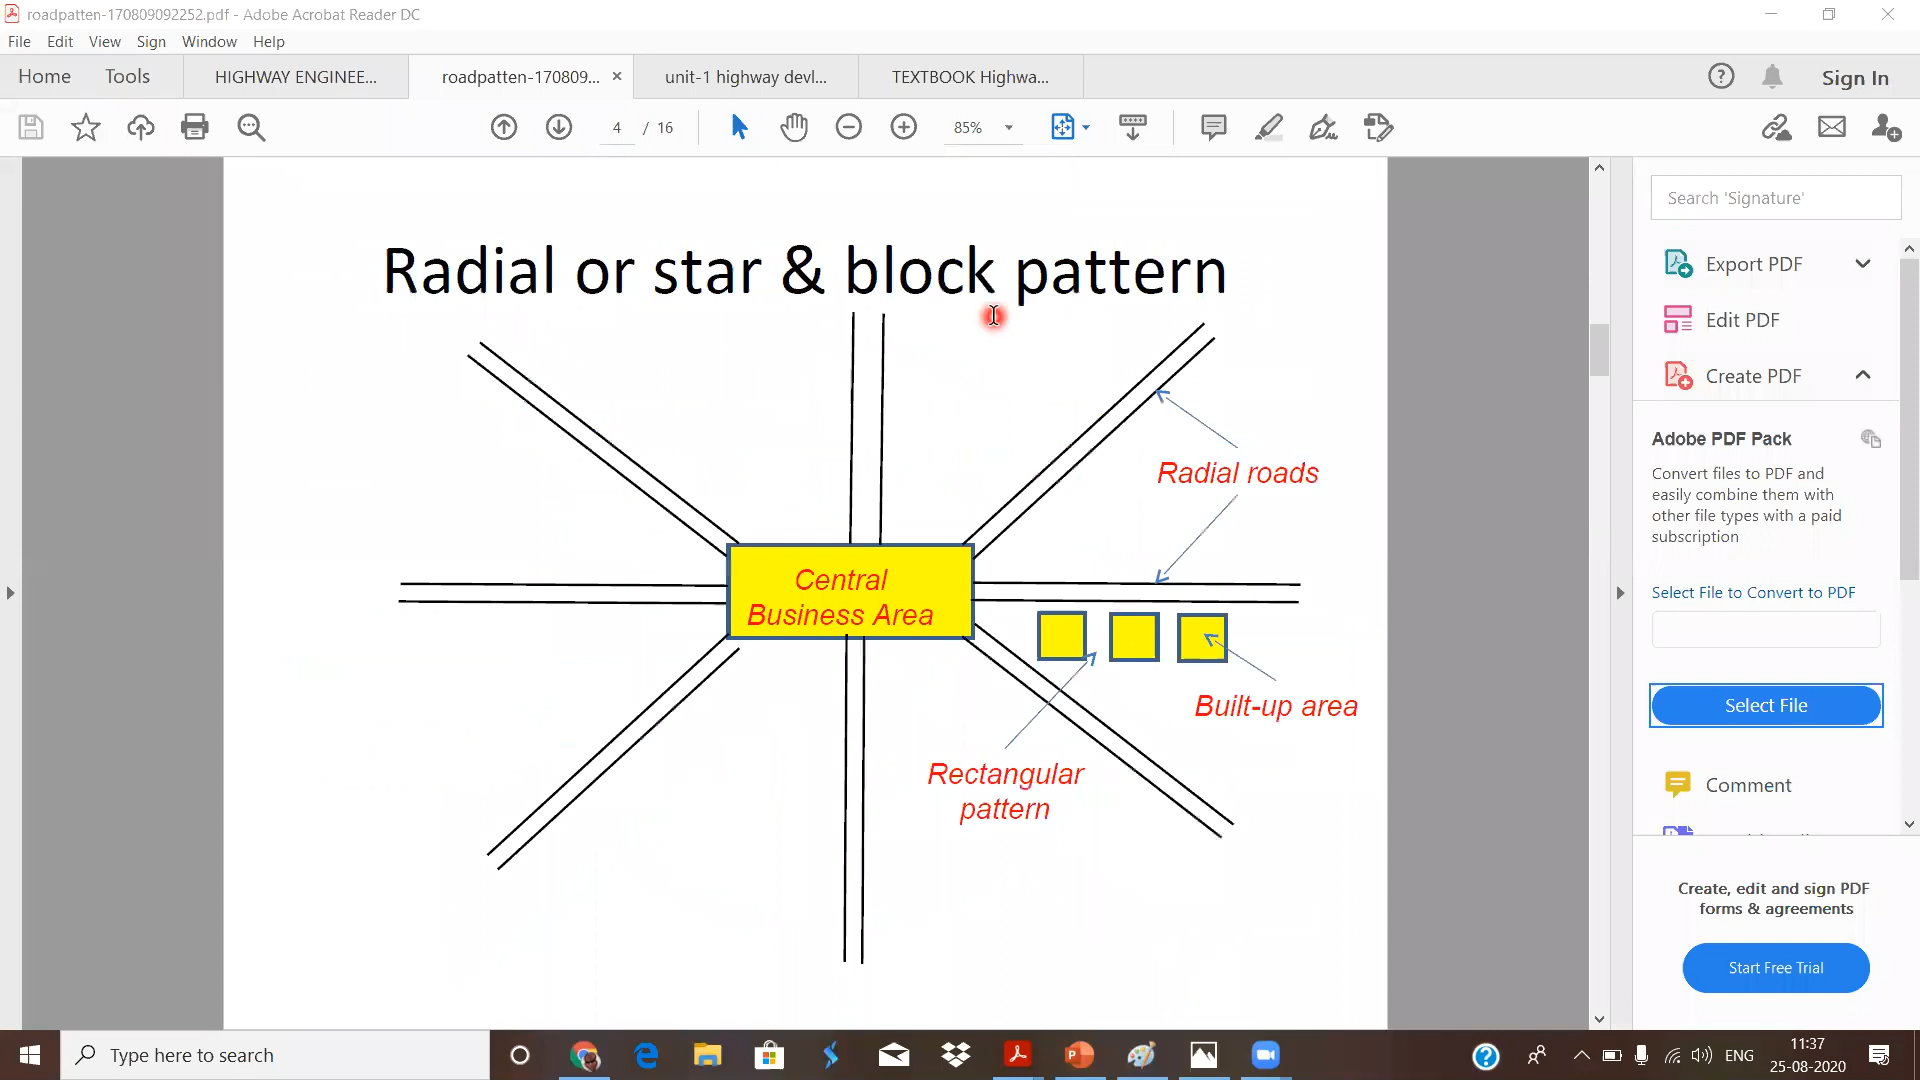 roadpatten-170809092252.pdf - Adobe Acrobat Reader DC
File Edit View Sign Window Help
Home Tools HIGHWAY ENGINEE... roadpatten-170809... × unit-1 highway devl... TEXTBOOK Highwa... Sign In
4 / 16 85%
Search 'Signature'
Radial or star & block pattern
Export PDF
Edit PDF
Create PDF
Adobe PDF Pack
Convert files to PDF and
easily combine them with
other file types with a paid
subscription
Select File to Convert to PDF
Select File
Comment
Create, edit and sign PDF
forms & agreements
Start Free Trial
Radial roads
Central
Business Area
Built-up area
Rectangular
pattern
Type here to search
ENG
11:37
25-08-2020